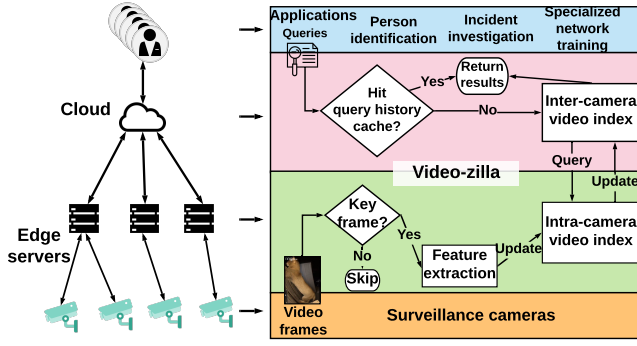 Applications
Queries
Person
identification
Incident
investigation
Specialized
network
training
Cloud
Hit
query history
cache?
Yes
Return
results
No
Inter-camera
video index
Video-zilla
Query
Update
Edge
servers
Key
frame?
Yes
No
Skip
Feature
extraction
Update
Intra-camera
video index
Video
frames
Surveillance cameras